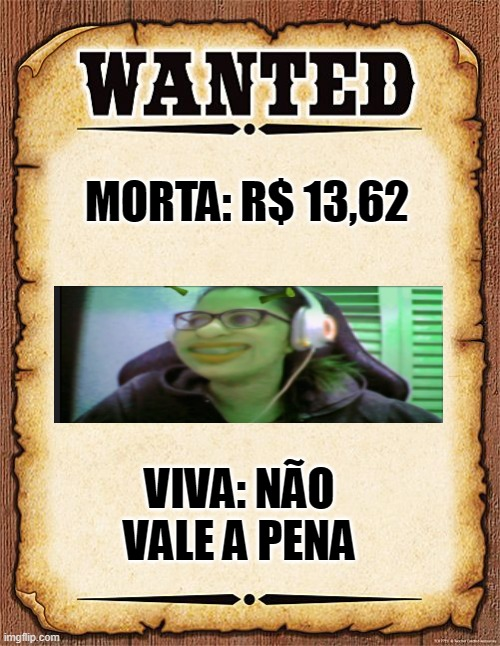 WANTED
MORTA: R$ 13,62
VIVA: NÃO
VALE A PENA
imgflip.com